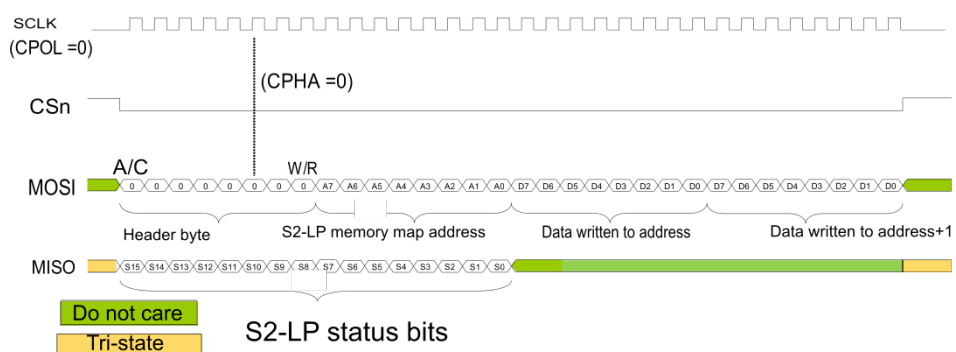 SCLK
(CPOL =0)
(CPHA =0)
CSn
A/C
W/R
MOSI
0 0 0 0 0 0 0 0 A7 A6 A5 A4 A3 A2 A1 A0 D7 D6 D5 D4 D3 D2 D1 D0 D7 D6 D5 D4 D3 D2 D1 D0
Header byte
S2-LP memory map address
Data written to address
Data written to address+1
MISO
S15 S14 S13 S12 S11 S10 S9 S8 S7 S6 S5 S4 S3 S2 S1 S0
Do not care
S2-LP status bits
Tri-state